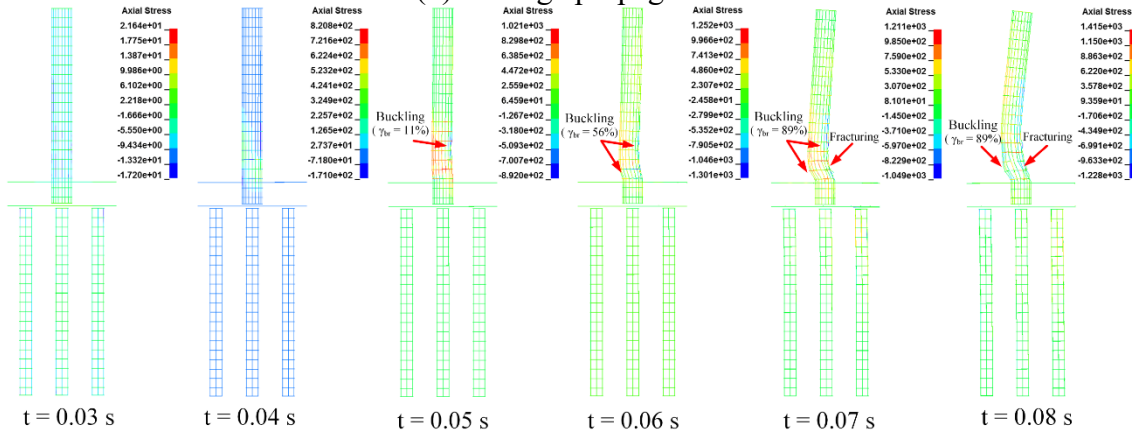 Axial Stress
2.164e+01
1.775e+01
1.387e+01
9.986e+00
6.102e+00
2.218e+00
-1.666e+00
-5.550e+00
-9.434e+00
-1.332e+01
-1.720e+01
t = 0.03 s
Axial Stress
8.208e+02
7.216e+02
6.224e+02
5.232e+02
4.240e+02
3.249e+02
2.257e+02
1.265e+02
2.737e+01
-7.180e+01
-1.710e+02
t = 0.04 s
Buckling
( γbr = 11%)
Axial Stress
1.021e+03
8.298e+02
6.385e+02
4.472e+02
2.559e+02
6.459e+01
-1.267e+02
-3.180e+02
-5.093e+02
-7.007e+02
-8.920e+02
t = 0.05 s
Buckling
( γbr = 56%)
Axial Stress
1.252e+03
9.966e+02
7.413e+02
4.860e+02
2.307e+02
-2.458e+01
-2.799e+02
-5.352e+02
-7.905e+02
-1.046e+03
-1.301e+03
t = 0.06 s
Buckling
( γbr = 89%)
Fracturing
Axial Stress
1.211e+03
9.850e+02
7.590e+02
5.330e+02
3.070e+02
8.101e+01
-1.450e+02
-3.710e+02
-5.970e+02
-8.229e+02
-1.049e+03
t = 0.07 s
Buckling
( γbr = 89%)
Fracturing
Axial Stress
1.415e+03
1.150e+03
8.863e+02
6.220e+02
3.578e+02
9.359e+01
-1.706e+02
-4.349e+02
-6.991e+02
-9.633e+02
-1.228e+03
t = 0.08 s